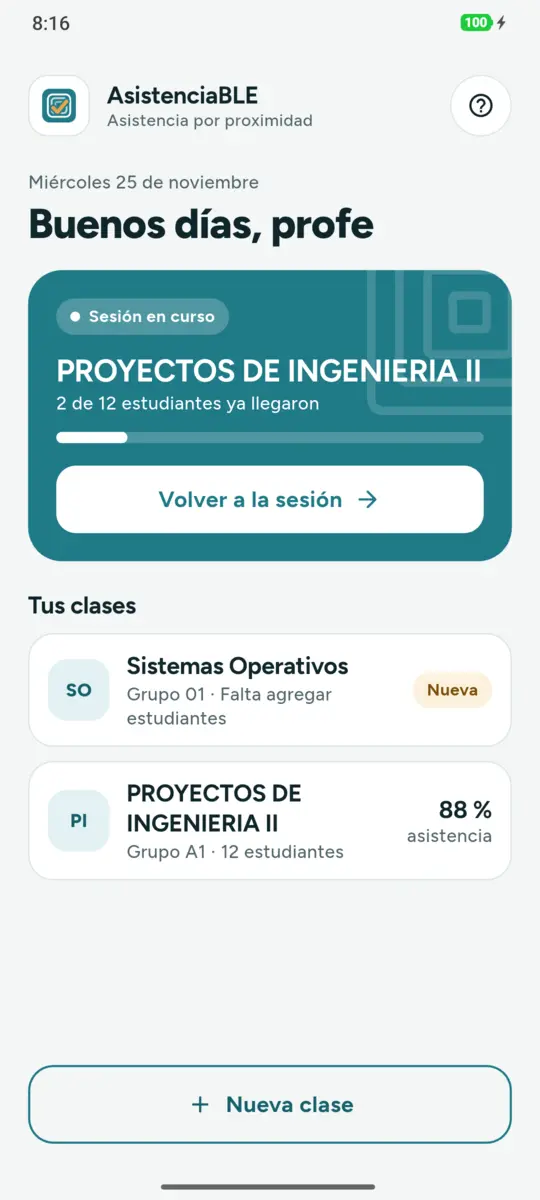 8:16
100
AsistenciaBLE
Asistencia por proximidad
Miércoles 25 de noviembre
Buenos días, profe
Sesión en curso
PROYECTOS DE INGENIERIA II
2 de 12 estudiantes ya llegaron
Volver a la sesión
Tus clases
SO
Sistemas Operativos
Grupo 01 · Falta agregar
estudiantes
Nueva
PI
PROYECTOS DE
INGENIERIA II
Grupo A1 · 12 estudiantes
88 %
asistencia
+ Nueva clase